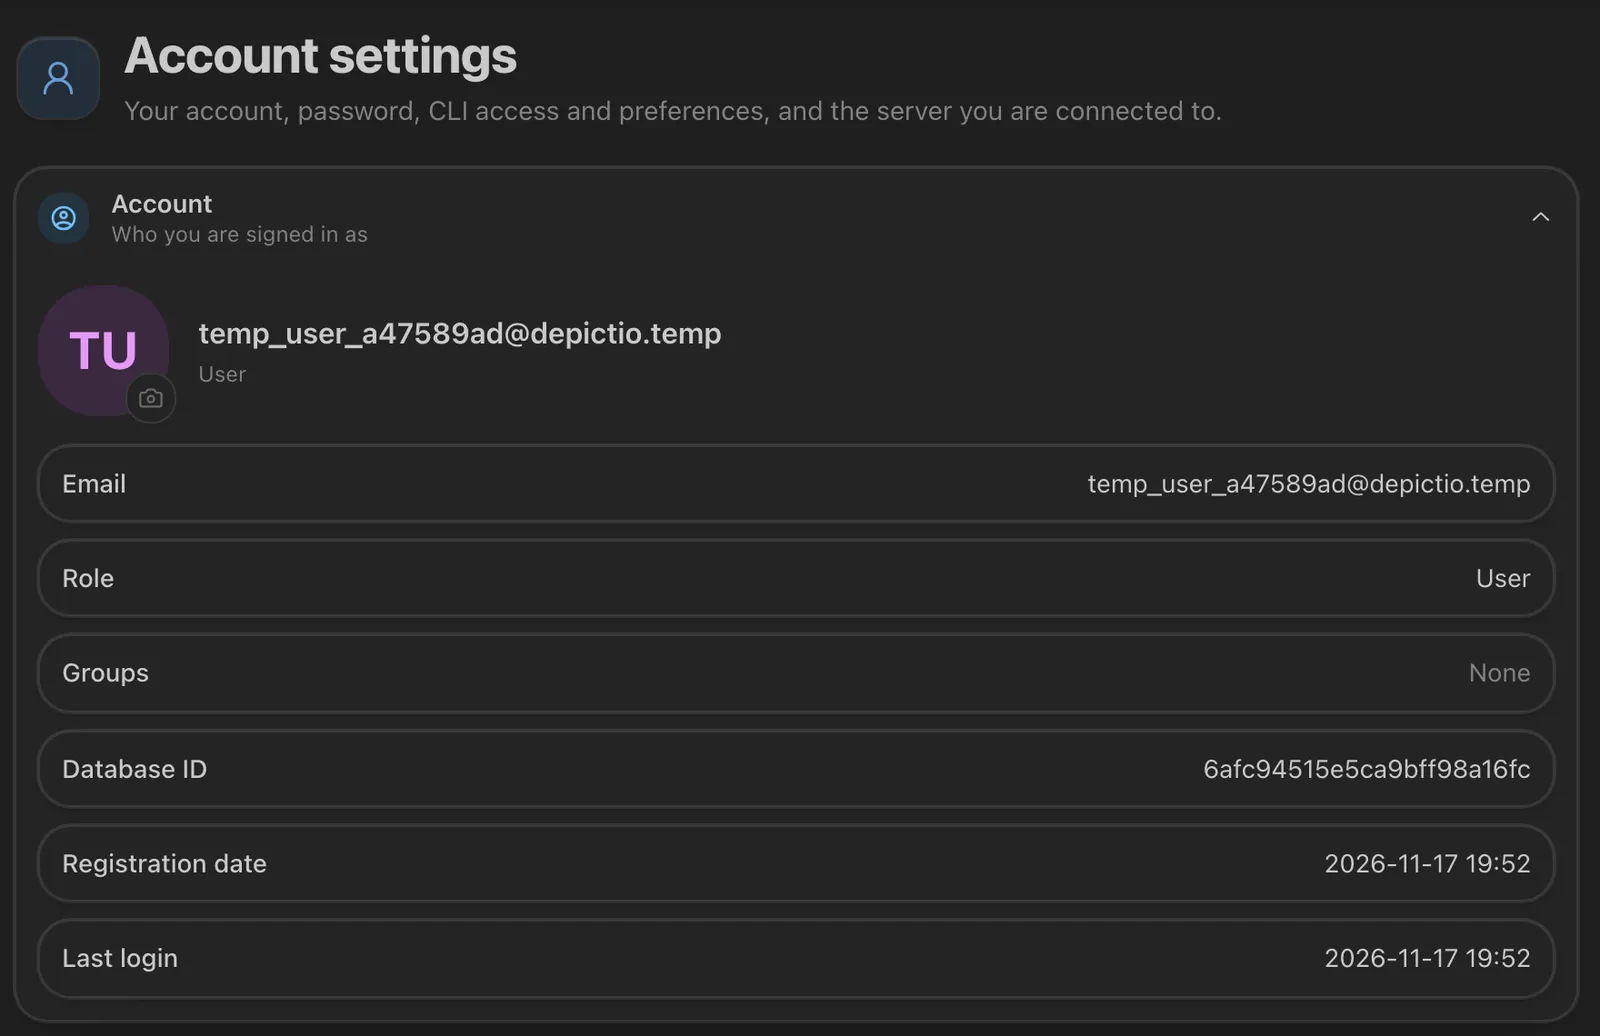 Account settings
Your account, password, CLI access and preferences, and the server you are connected to.
Account
Who you are signed in as
TU
temp_user_a47589ad@depictio.temp
User
Email temp_user_a47589ad@depictio.temp
Role User
Groups None
Database ID 6afc94515e5ca9bff98a16fc
Registration date 2026-11-17 19:52
Last login 2026-11-17 19:52